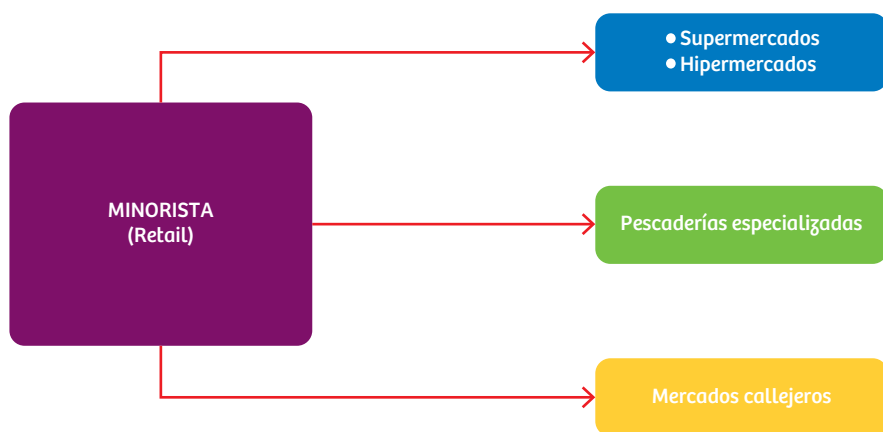 ● Supermercados
● Hipermercados
MINORISTA
(Retail)
Pescaderías especializadas
Mercados callejeros